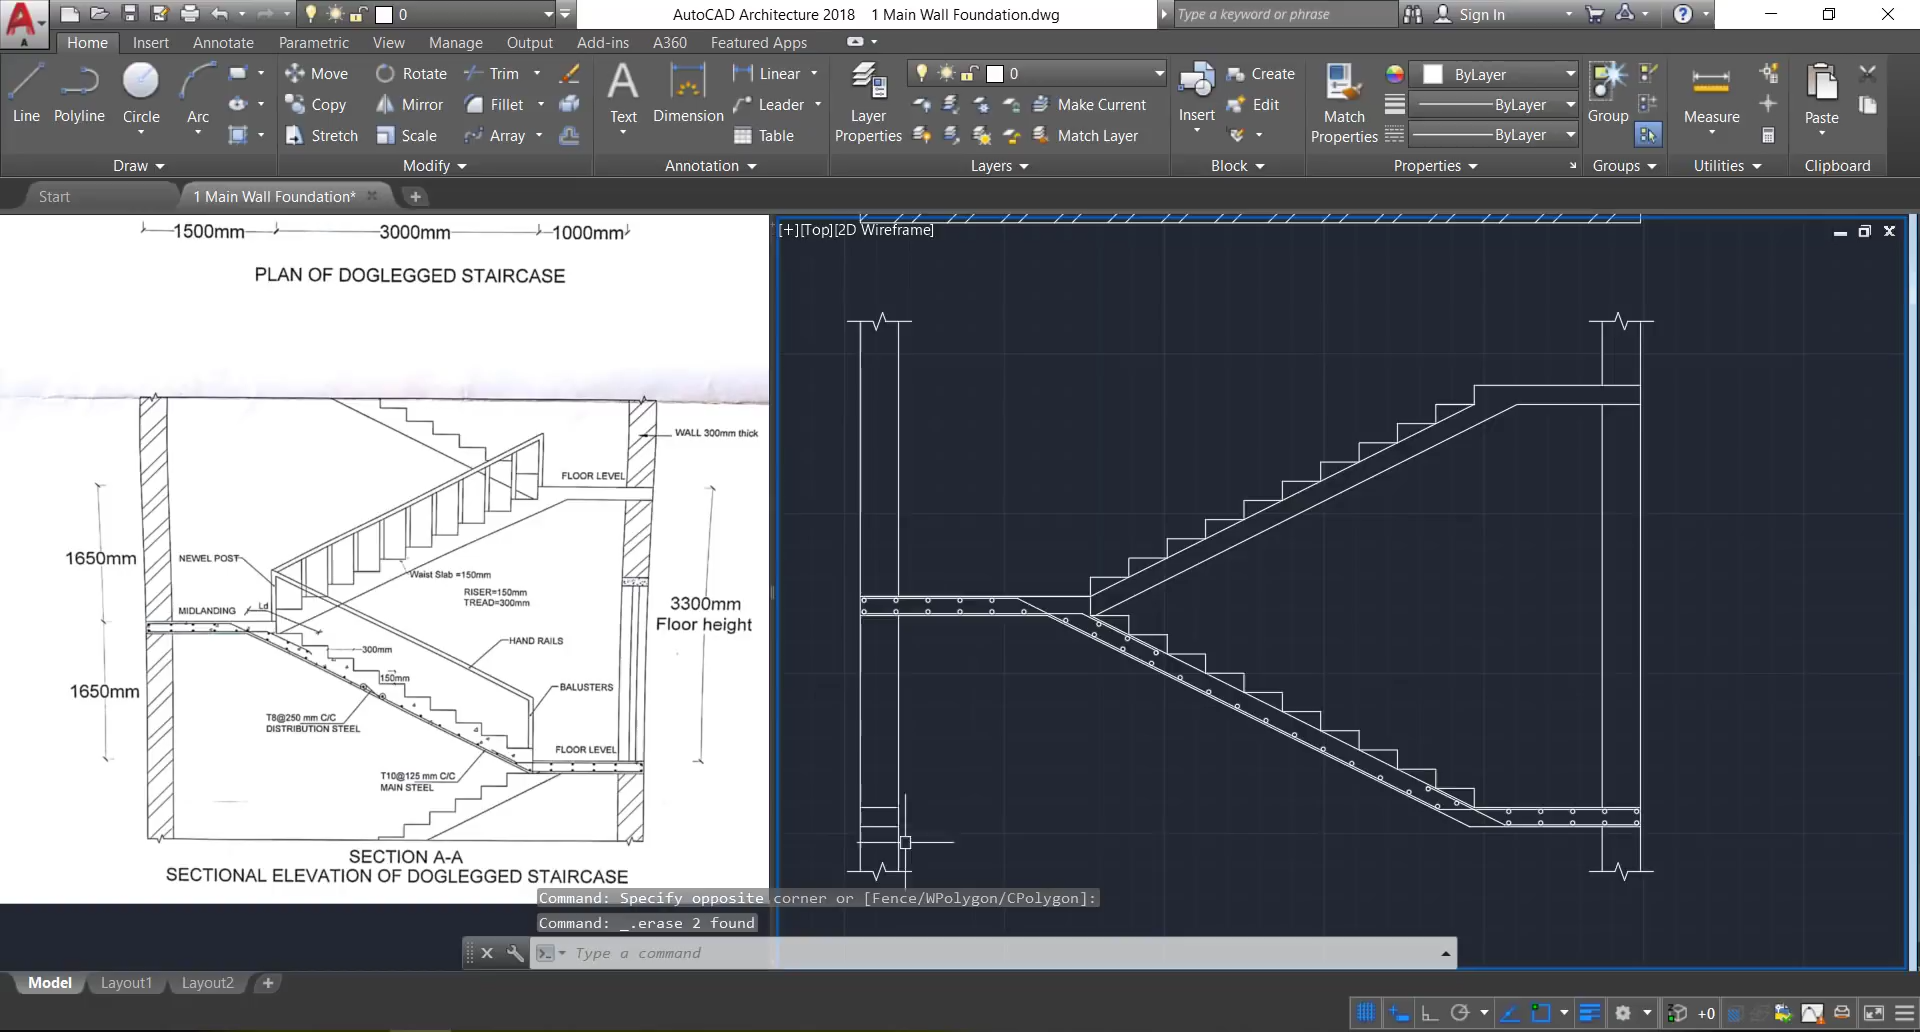 0
AutoCAD Architecture 2018 1 Main Wall Foundation.dwg
Type a keyword or phrase
Sign In
Home Insert Annotate Parametric View Manage Output Add-ins A360 Featured Apps
Move Rotate Trim
Copy Mirror Fillet
Stretch Scale Array
Line Polyline Circle Arc
Text Dimension
Linear
Leader
Table
Layer Properties
0
Make Current
Match Layer
Insert
Create
Edit
Match Properties
ByLayer
ByLayer
ByLayer
Group
Measure
Paste
Draw Modify Annotation Layers Block Properties Groups Utilities Clipboard
Start 1 Main Wall Foundation*
1500mm 3000mm 1000mm
PLAN OF DOGLEGGED STAIRCASE
WALL 300mm thick
FLOOR LEVEL
1650mm
NEWEL POST
Waist Slab =150mm
RISER=150mm
TREAD=300mm
MIDLANDING
Ld
3300mm
Floor height
HAND RAILS
300mm
150mm
1650mm
BALUSTERS
T8@250 mm C/C
DISTRIBUTION STEEL
FLOOR LEVEL
T10@125 mm C/C
MAIN STEEL
SECTION A-A
SECTIONAL ELEVATION OF DOGLEGGED STAIRCASE
[+][Top][2D Wireframe]
Command: Specify opposite corner or [Fence/WPolygon/CPolygon]:
Command: _.erase 2 found
Type a command
Model Layout1 Layout2
+0